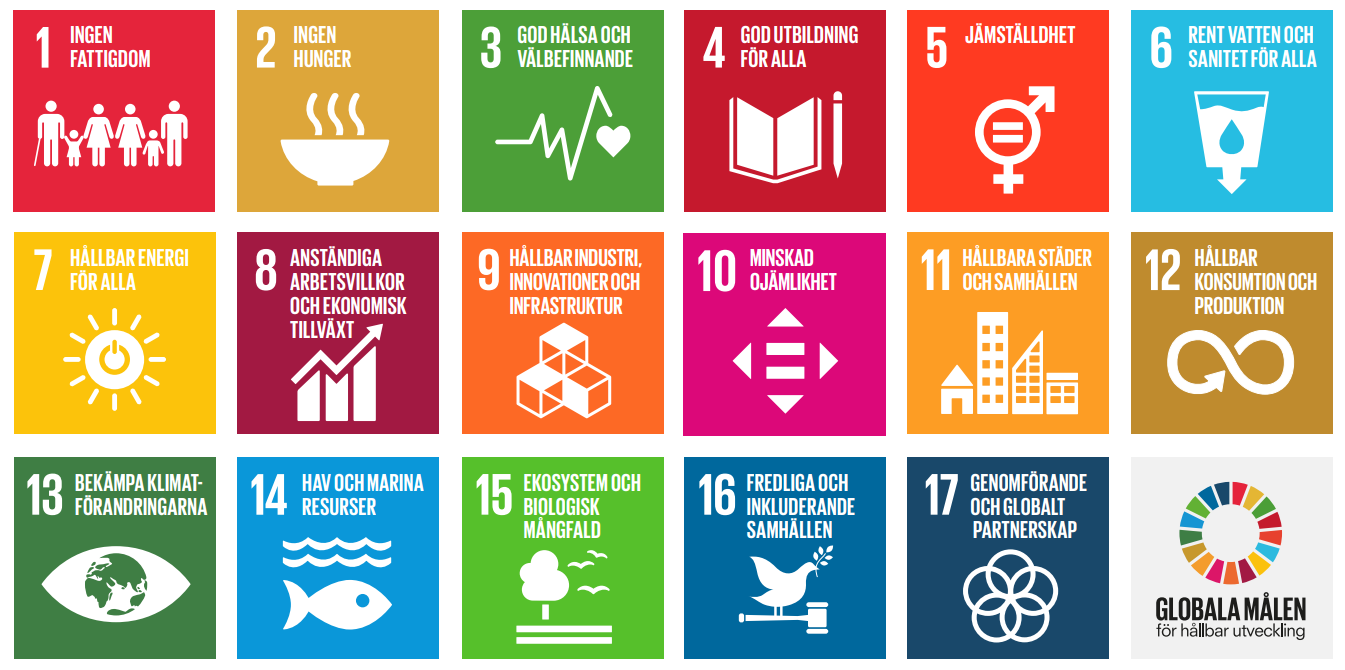 1 INGEN
FATTIGDOM
2 INGEN
HUNGER
3 GOD HÄLSA OCH
VÄLBEFINNANDE
4 GOD UTBILDNING
FÖR ALLA
5 JÄMSTÄLLDHET
6 RENT VATTEN OCH
SANITET FÖR ALLA
7 HÅLLBAR ENERGI
FÖR ALLA
8 ANSTÄNDIGA
ARBETSVILLKOR
OCH EKONOMISK
TILLVÄXT
9 HÅLLBAR INDUSTRI,
INNOVATIONER OCH
INFRASTRUKTUR
10 MINSKAD
OJÄMLIKHET
11 HÅLLBARA STÄDER
OCH SAMHÄLLEN
12 HÅLLBAR
KONSUMTION OCH
PRODUKTION
13 BEKÄMPA KLIMAT-
FÖRÄNDRINGARNA
14 HAV OCH MARINA
RESURSER
15 EKOSYSTEM OCH
BIOLOGISK
MÅNGFALD
16 FREDLIGA OCH
INKLUDERANDE
SAMHÄLLEN
17 GENOMFÖRANDE
OCH GLOBALT
PARTNERSKAP
GLOBALA MÅLEN
för hållbar utveckling